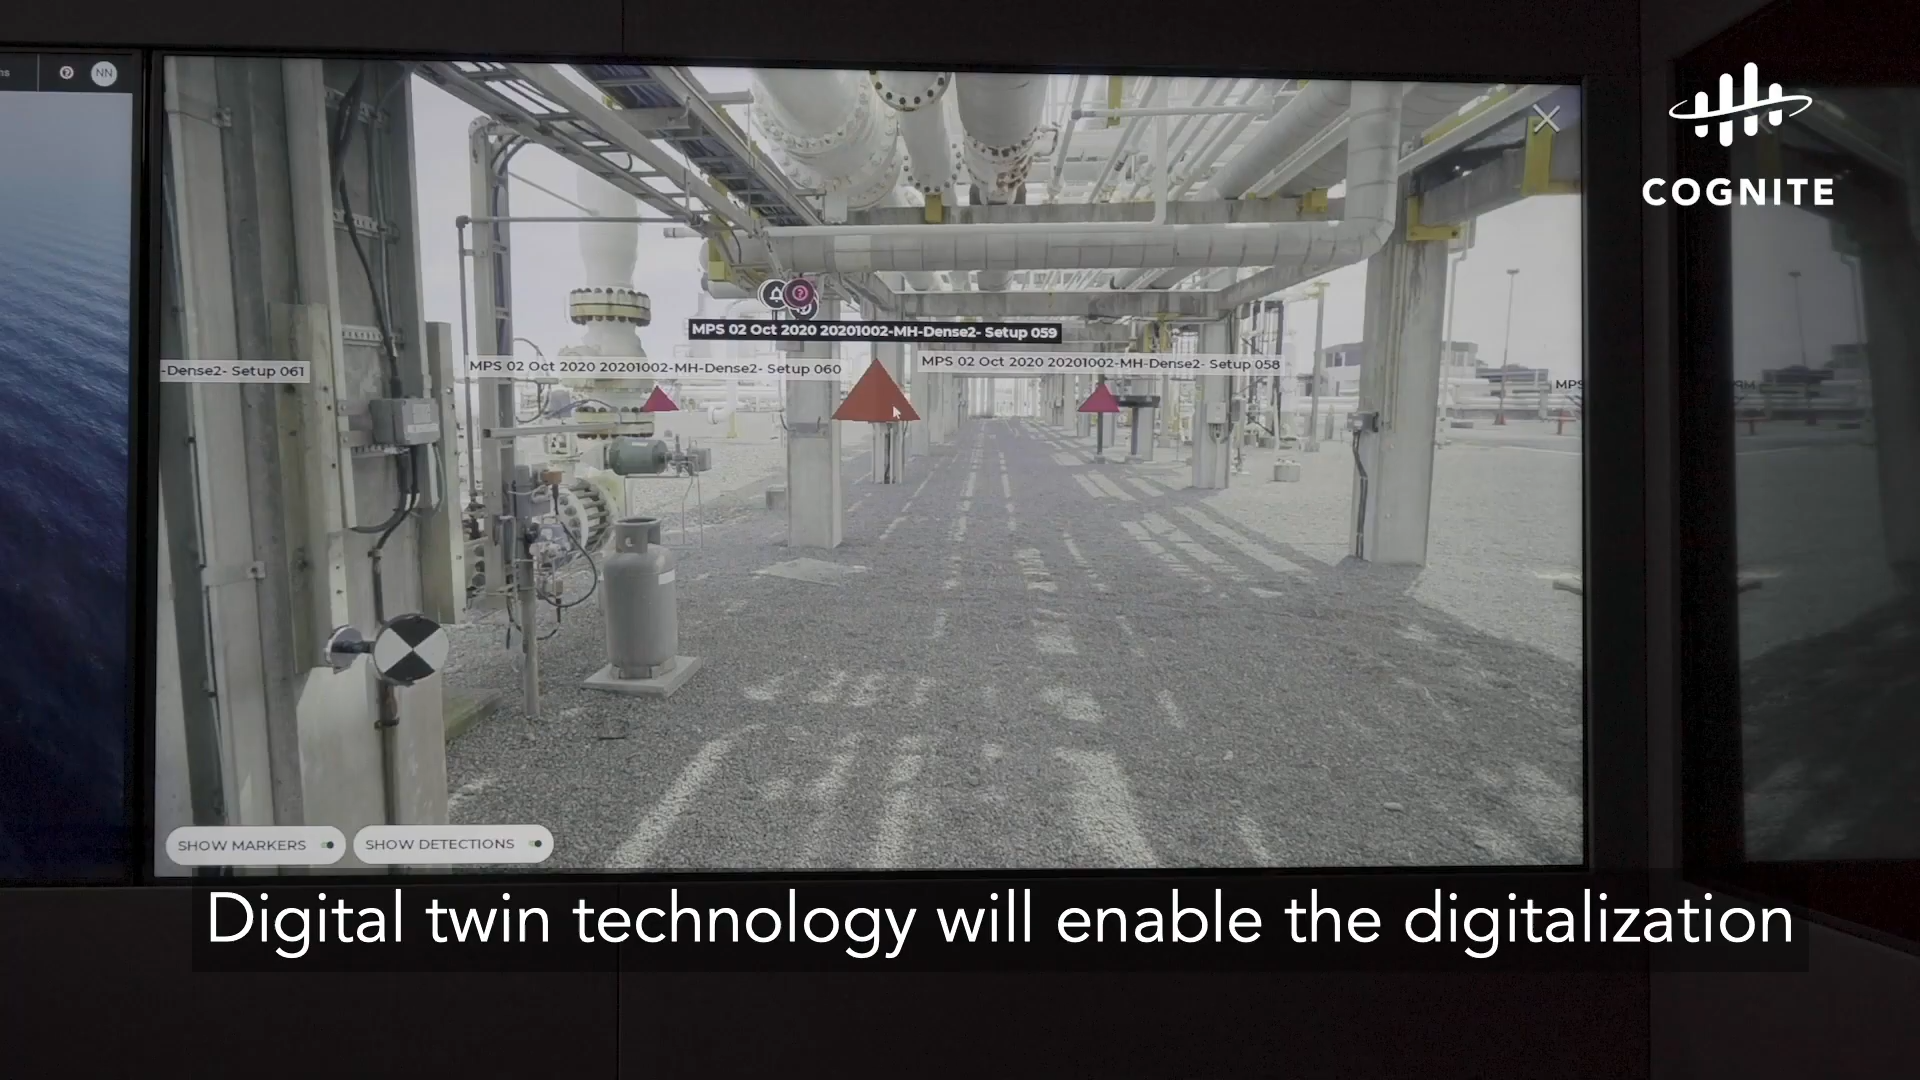 NN
COGNITE
MPS 02 Oct 2020 20201002-MH-Dense2- Setup 059
-Dense2- Setup 061
MPS 02 Oct 2020 20201002-MH-Dense2- Setup 060
MPS 02 Oct 2020 20201002-MH-Dense2- Setup 058
MPS
SHOW MARKERS
SHOW DETECTIONS
Digital twin technology will enable the digitalization